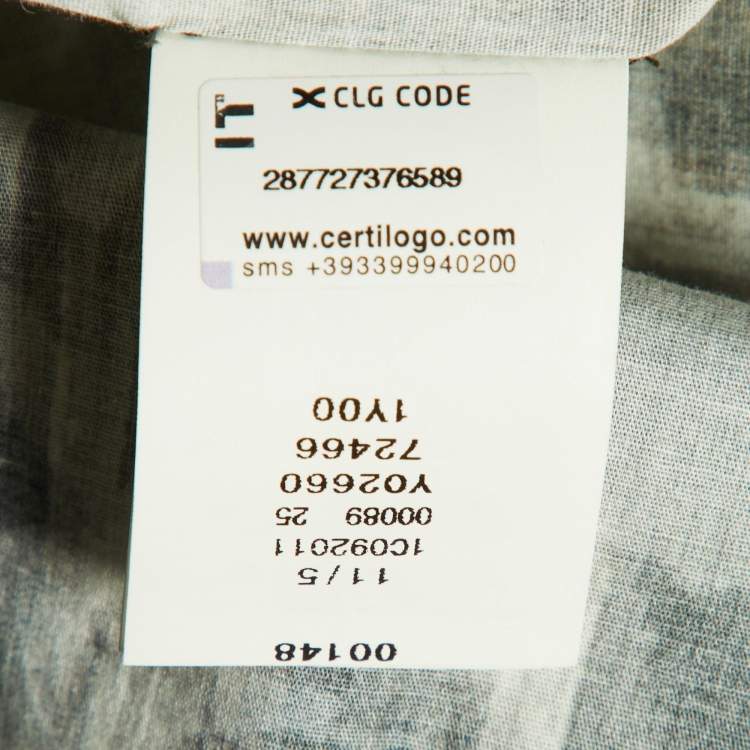 CLG CODE
287727376589
www.certilogo.com
sms +393399940200
00148
11/5
1C092011
00089 25
Y02660
72466
1Y00